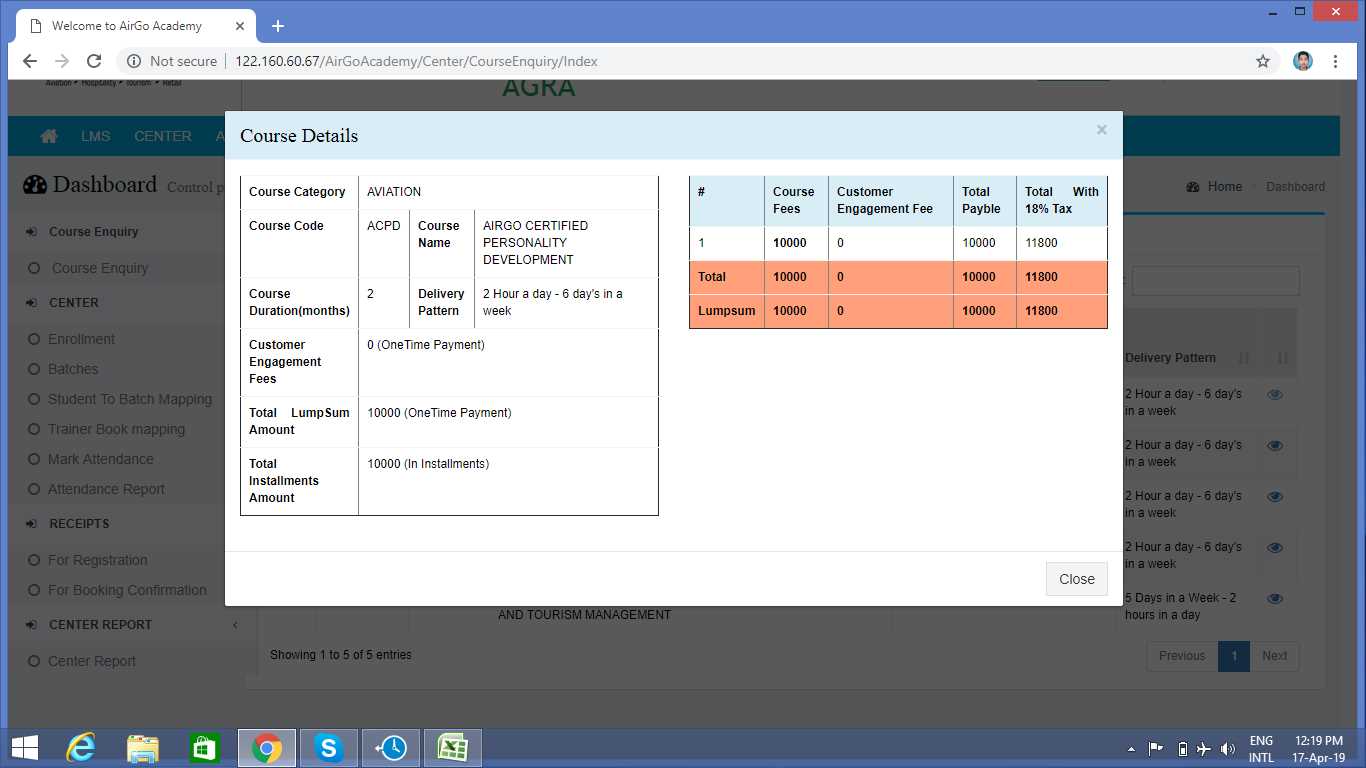 Welcome to AirGo Academy
Not secure 122.160.60.67/AirGoAcademy/Center/CourseEnquiry/Index
Aviation • Hospitality • Tourism • Retail
AGRA
LMS CENTER A
Dashboard Control p
Home Dashboard
Course Enquiry
Course Enquiry
CENTER
Enrollment
Batches
Student To Batch Mapping
Trainer Book mapping
Mark Attendance
Attendance Report
RECEIPTS
For Registration
For Booking Confirmation
CENTER REPORT
Center Report
Course Details
×
Course Category AVIATION
Course Code ACPD Course Name AIRGO CERTIFIED PERSONALITY DEVELOPMENT
Course Duration(months) 2 Delivery Pattern 2 Hour a day - 6 day's in a week
Customer Engagement Fees 0 (OneTime Payment)
Total LumpSum Amount 10000 (OneTime Payment)
Total Installments Amount 10000 (In Installments)
# Course Fees Customer Engagement Fee Total Payble Total With 18% Tax
1 10000 0 10000 11800
Total 10000 0 10000 11800
Lumpsum 10000 0 10000 11800
Close
Delivery Pattern
2 Hour a day - 6 day's
in a week
2 Hour a day - 6 day's
in a week
2 Hour a day - 6 day's
in a week
2 Hour a day - 6 day's
in a week
5 Days in a Week - 2
hours in a day
AND TOURISM MANAGEMENT
Showing 1 to 5 of 5 entries
Previous 1 Next
ENG
INTL
12:19 PM
17-Apr-19